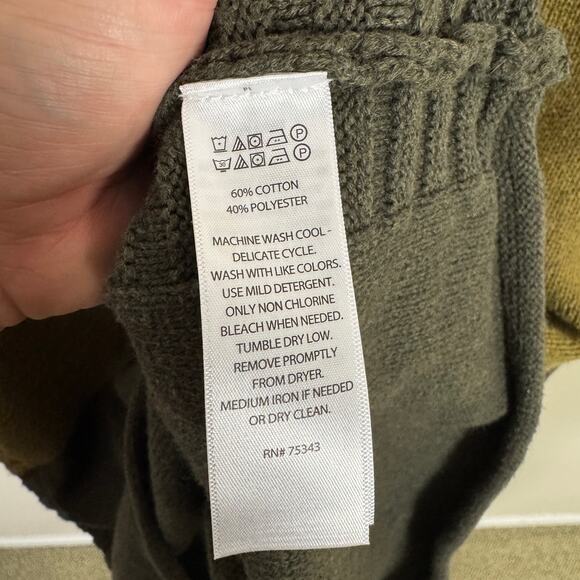 P
30 P
60% COTTON
40% POLYESTER
MACHINE WASH COOL -
DELICATE CYCLE.
WASH WITH LIKE COLORS.
USE MILD DETERGENT.
ONLY NON CHLORINE
BLEACH WHEN NEEDED.
TUMBLE DRY LOW.
REMOVE PROMPTLY
FROM DRYER.
MEDIUM IRON IF NEEDED
OR DRY CLEAN.
RN# 75343